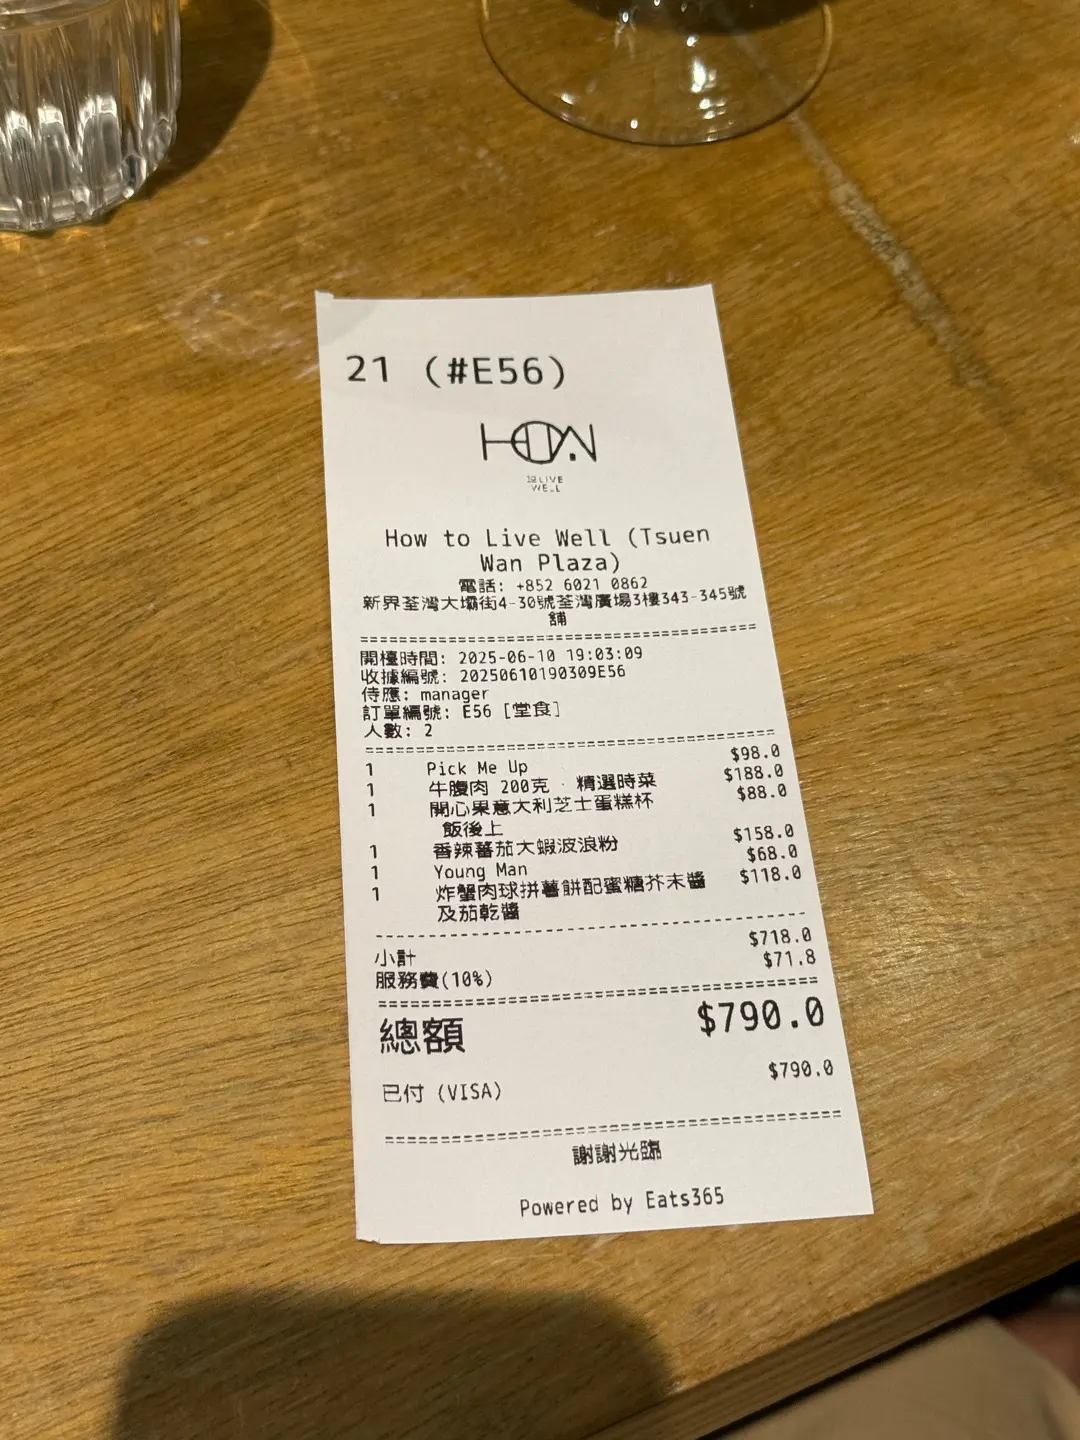 21 (#E56)
HOW
TO LIVE
WELL
How to Live Well (Tsuen
Wan Plaza)
電話: +852 6021 0862
新界荃灣大壩街4-30號荃灣廣場3樓343-345號
舖
開檯時間: 2025-06-10 19:03:09
收據編號: 20250610190309E56
侍應: manager
訂單編號: E56 [堂食]
人數: 2
1 Pick Me Up $98.0
1 牛腹肉 200克 · 精選時菜 $188.0
1 開心果意大利芝士蛋糕杯 $88.0
飯後上
1 香辣蕃茄大蝦波浪粉 $158.0
1 Young Man $68.0
1 炸蟹肉球拼薯餅配蜜糖芥末醬 $118.0
及茄乾醬
小計 $718.0
服務費(10%) $71.8
總額 $790.0
已付 (VISA) $790.0
謝謝光臨
Powered by Eats365